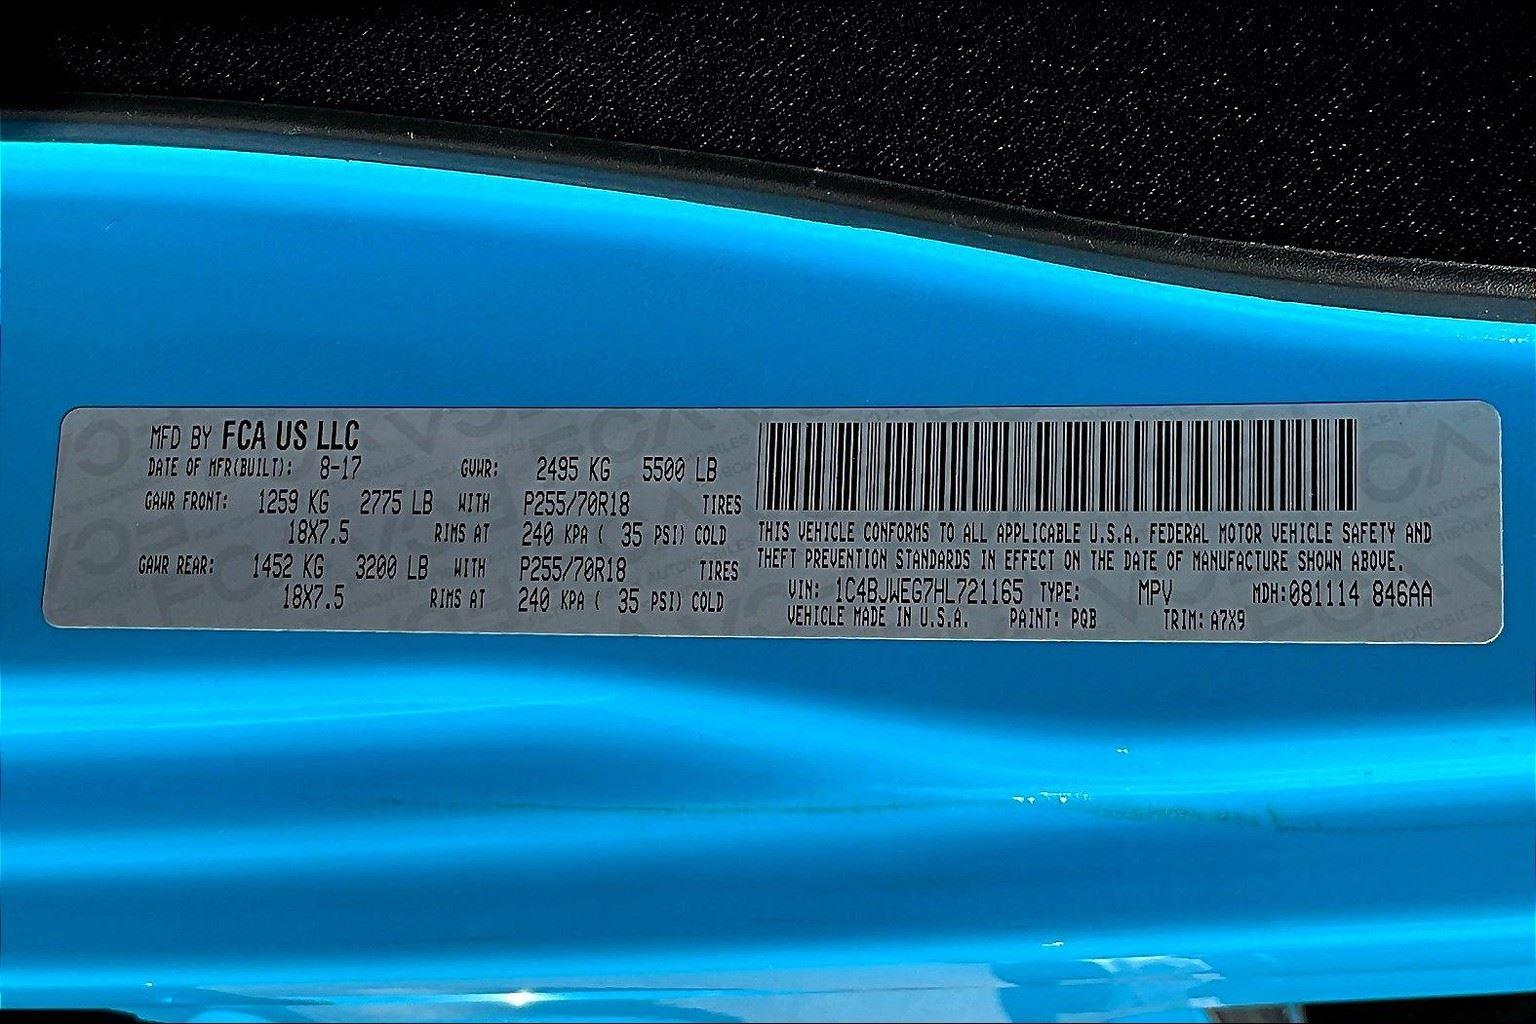 MFD BY FCA US LLC
DATE OF MFR(BUILT): 8-17 GVWR: 2495 KG 5500 LB
GAWR FRONT: 1259 KG 2775 LB WITH P255/70R18 TIRES
18X7.5 RIMS AT 240 KPA ( 35 PSI) COLD
GAWR REAR: 1452 KG 3200 LB WITH P255/70R18 TIRES
18X7.5 RIMS AT 240 KPA ( 35 PSI) COLD
THIS VEHICLE CONFORMS TO ALL APPLICABLE U.S.A. FEDERAL MOTOR VEHICLE SAFETY AND
THEFT PREVENTION STANDARDS IN EFFECT ON THE DATE OF MANUFACTURE SHOWN ABOVE.
VIN: 1C4BJWEG7HL721165 TYPE: MPV MDH:081114 846AA
VEHICLE MADE IN U.S.A. PAINT: PQB TRIM: A7X9